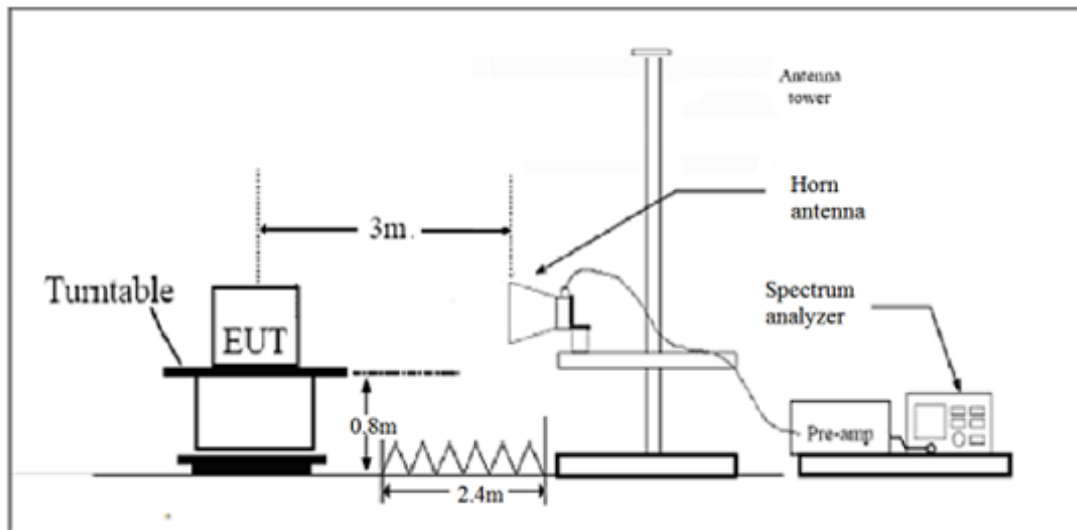 Antenna
tower
Horn
antenna
3m.
Turntable
Spectrum
analyzer
EUT
0.8m
Pre-amp
2.4m